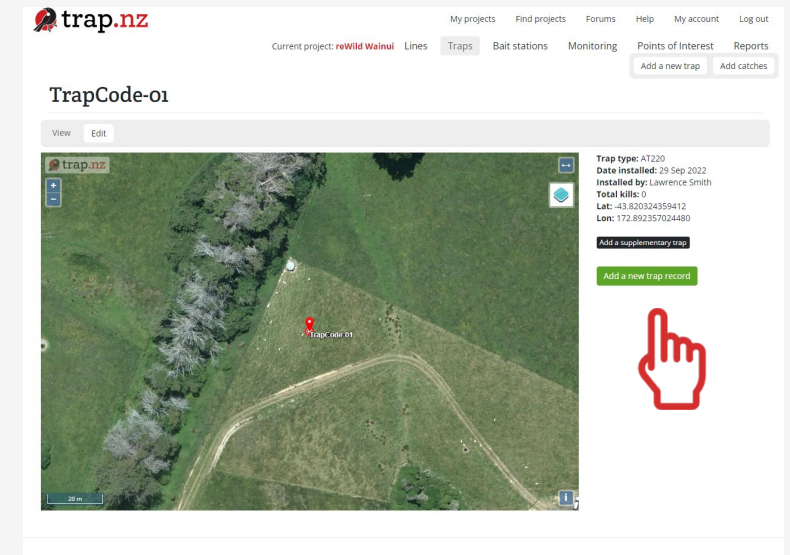 trap.nz
My projects Find projects Forums Help My account Log out
Current project: reWild Wainui Lines Traps Bait stations Monitoring Points of Interest Reports
Add a new trap Add catches
TrapCode-01
View Edit
trap.nz
+
−
Trap type: AT220
Date installed: 29 Sep 2022
Installed by: Lawrence Smith
Total kills: 0
Lat: -43.820324359412
Lon: 172.892357024480
Add a supplementary trap
Add a new trap record
TrapCode-01
20 m
i